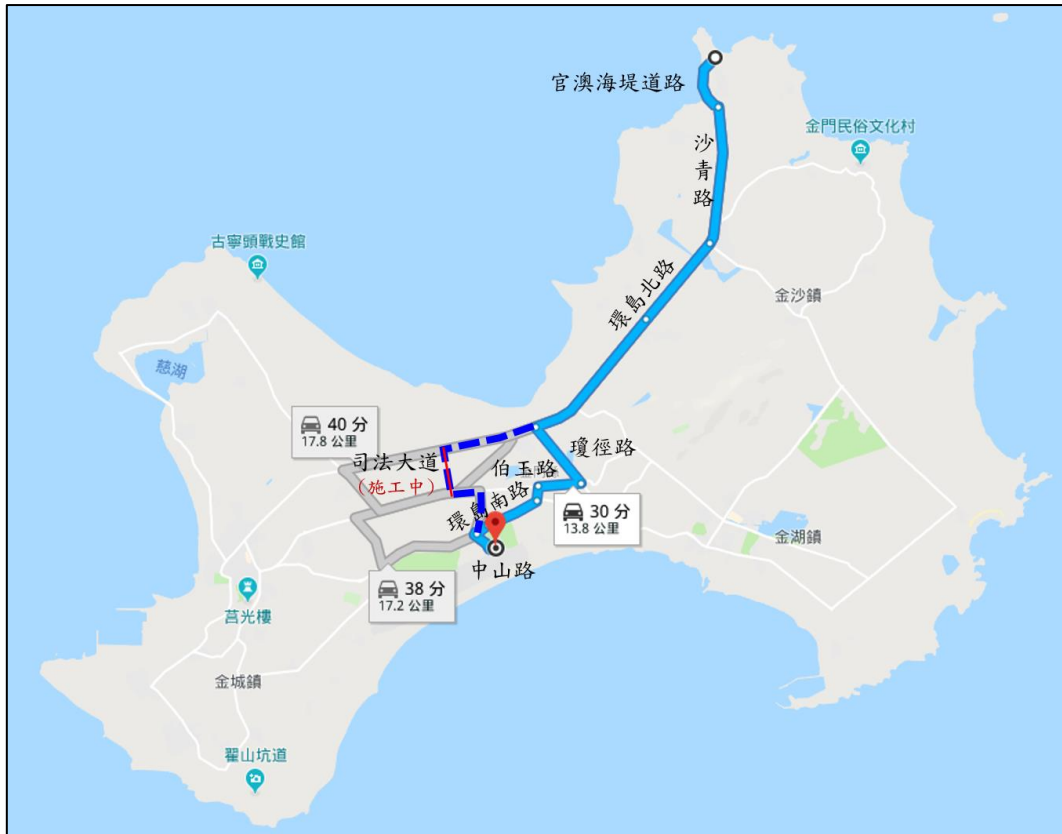 官澳海堤道路
金門民俗文化村
沙青路
古寧頭戰史館
環島北路
金沙鎮
慈湖
40 分
17.8 公里
司法大道
(施工中)
瓊徑路
伯玉路
環島南路
30 分
13.8 公里
金湖鎮
中山路
38 分
17.2 公里
莒光樓
金城鎮
翟山坑道